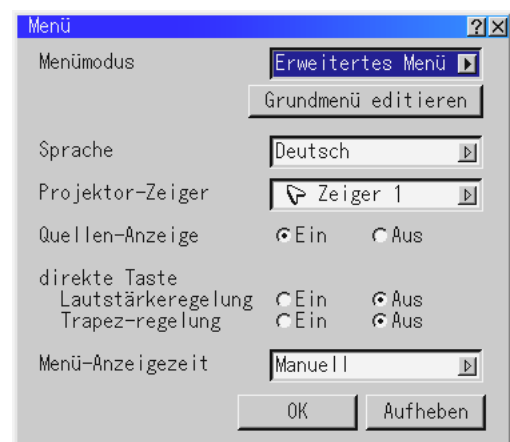 Menü
Menümodus Erweitertes Menü
Grundmenü editieren
Sprache Deutsch
Projektor-Zeiger Zeiger 1
Quellen-Anzeige Ein Aus
direkte Taste
Lautstärkeregelung Ein Aus
Trapez-regelung Ein Aus
Menü-Anzeigezeit Manuell
OK Aufheben